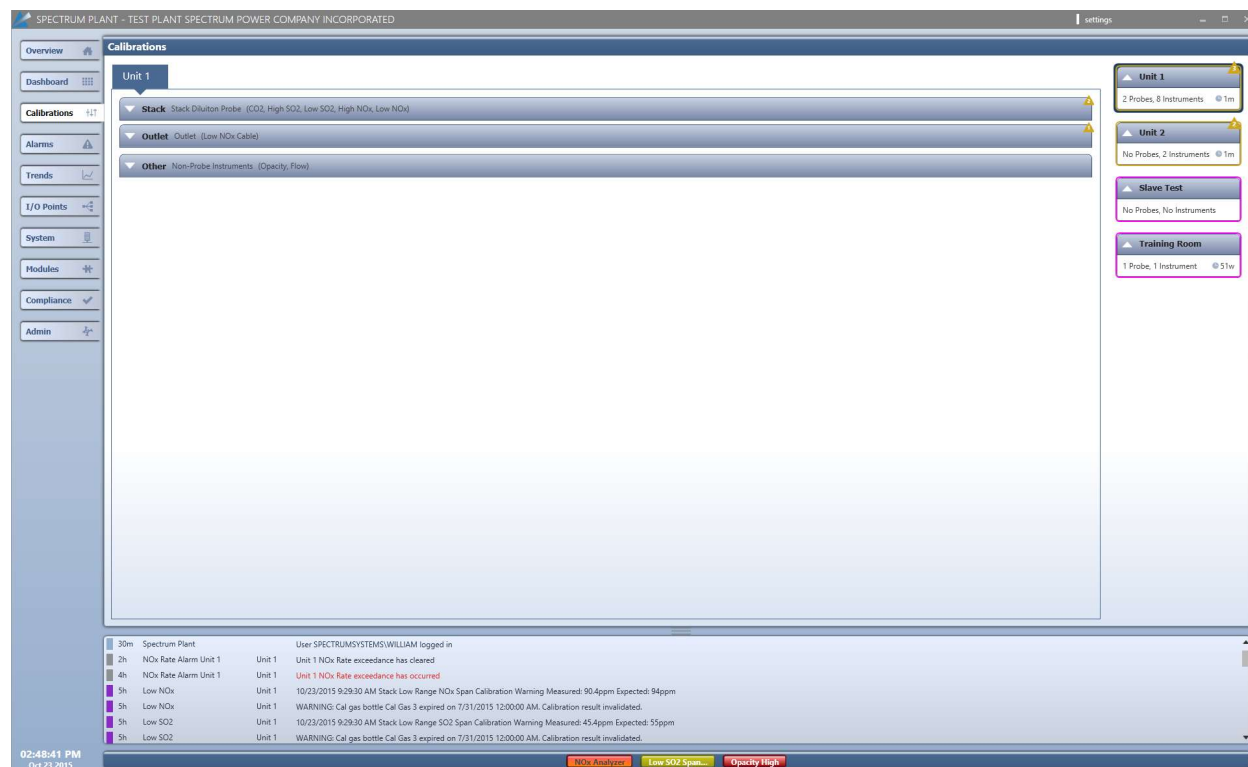 SPECTRUM PLANT - TEST PLANT SPECTRUM POWER COMPANY INCORPORATED
settings
Overview
Dashboard
Calibrations
Alarms
Trends
I/O Points
System
Modules
Compliance
Admin
Calibrations
Unit 1
Stack Stack Diluiton Probe (CO2, High SO2, Low SO2, High NOx, Low NOx)
Outlet Outlet (Low NOx Cable)
Other Non-Probe Instruments (Opacity, Flow)
Unit 1
2 Probes, 8 Instruments 1m
Unit 2
No Probes, 2 Instruments 1m
Slave Test
No Probes, No Instruments
Training Room
1 Probe, 1 Instrument 51w
30m Spectrum Plant User SPECTRUMSYSTEMS\WILLIAM logged in
2h NOx Rate Alarm Unit 1 Unit 1 Unit 1 NOx Rate exceedance has cleared
4h NOx Rate Alarm Unit 1 Unit 1 Unit 1 NOx Rate exceedance has occurred
5h Low NOx Unit 1 10/23/2015 9:29:30 AM Stack Low Range NOx Span Calibration Warning Measured: 90.4ppm Expected: 94ppm
5h Low NOx Unit 1 WARNING: Cal gas bottle Cal Gas 3 expired on 7/31/2015 12:00:00 AM. Calibration result invalidated.
5h Low SO2 Unit 1 10/23/2015 9:29:30 AM Stack Low Range SO2 Span Calibration Warning Measured: 45.4ppm Expected: 55ppm
5h Low SO2 Unit 1 WARNING: Cal gas bottle Cal Gas 3 expired on 7/31/2015 12:00:00 AM. Calibration result invalidated.
02:48:41 PM
Oct 23 2015
NOx Analyzer Low SO2 Span... Opacity High